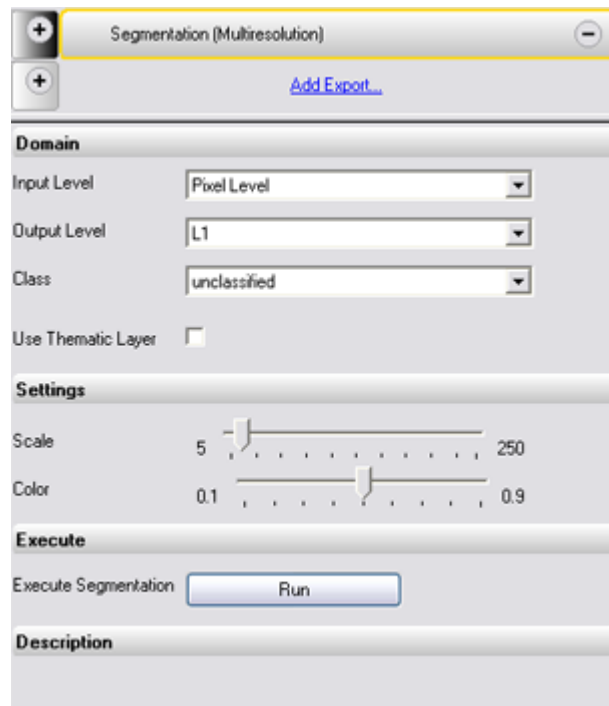 Segmentation (Multiresolution)
Add Export...
Domain
Input Level Pixel Level
Output Level L1
Class unclassified
Use Thematic Layer
Settings
Scale 5 250
Color 0.1 0.9
Execute
Execute Segmentation Run
Description